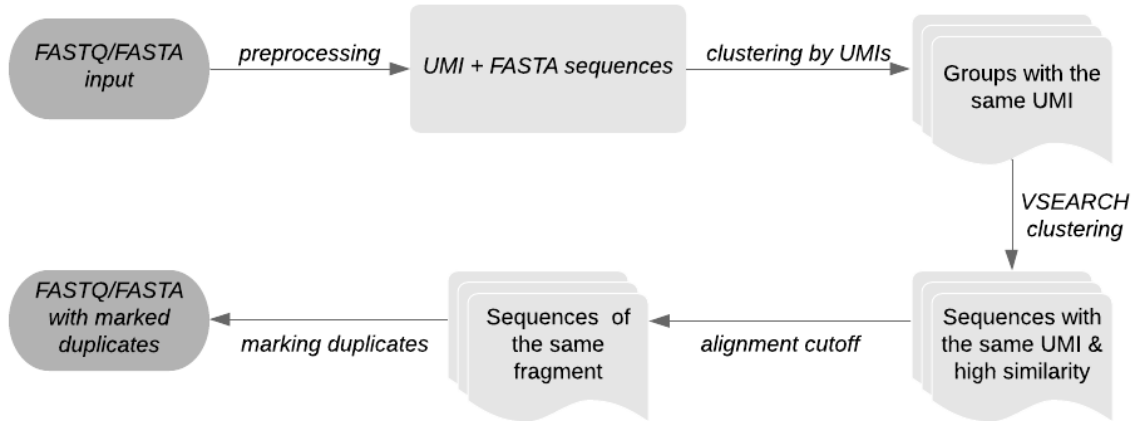 FASTQ/FASTA
input
preprocessing
UMI + FASTA sequences
clustering by UMIs
Groups with the
same UMI
VSEARCH
clustering
Sequences with
the same UMI &
high similarity
alignment cutoff
Sequences of
the same
fragment
marking duplicates
FASTQ/FASTA
with marked
duplicates